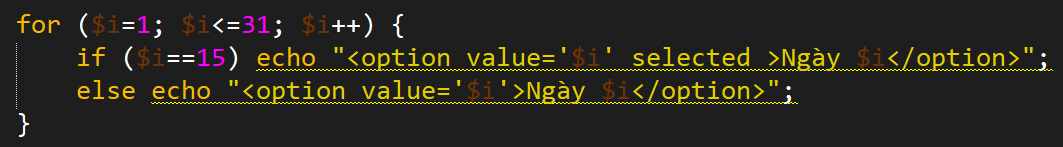 for ($i=1; $i<=31; $i++) {
    if ($i==15) echo "<option value='$i' selected >Ngày $i</option>";
    else echo "<option value='$i'>Ngày $i</option>";
}